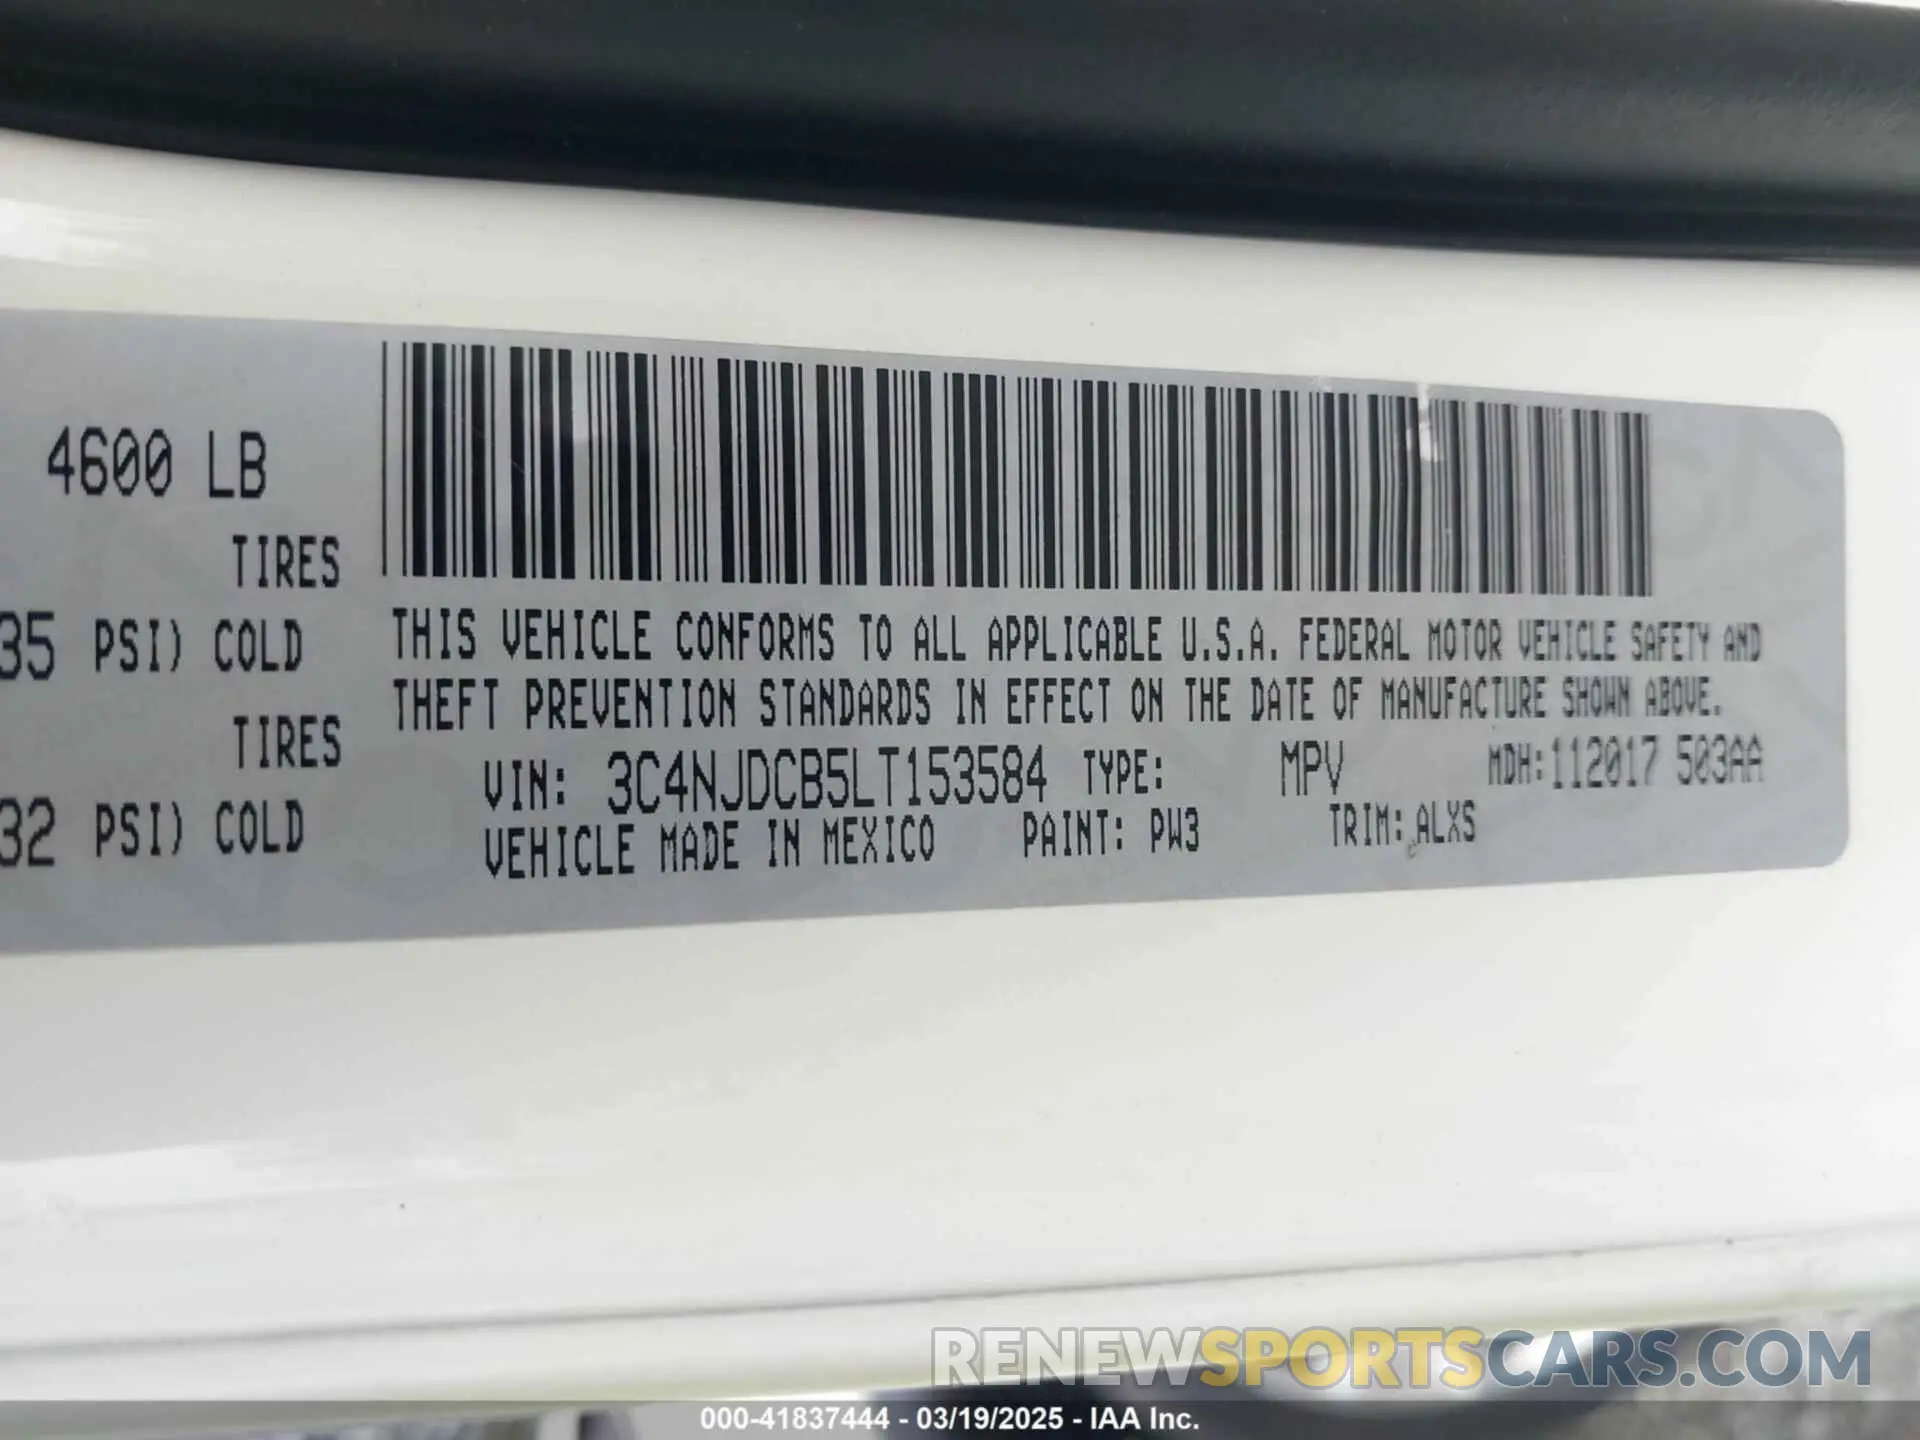 4600 LB
TIRES
35 PSI) COLD
TIRES
32 PSI) COLD
THIS VEHICLE CONFORMS TO ALL APPLICABLE U.S.A. FEDERAL MOTOR VEHICLE SAFETY AND
THEFT PREVENTION STANDARDS IN EFFECT ON THE DATE OF MANUFACTURE SHOWN ABOVE.
VIN: 3C4NJDCB5LT153584 TYPE: MPV MDH:112017 503AA
VEHICLE MADE IN MEXICO PAINT: PW3 TRIM: ALXS
RENEWSPORTSCARS.COM
000-41837444 - 03/19/2025 - IAA Inc.